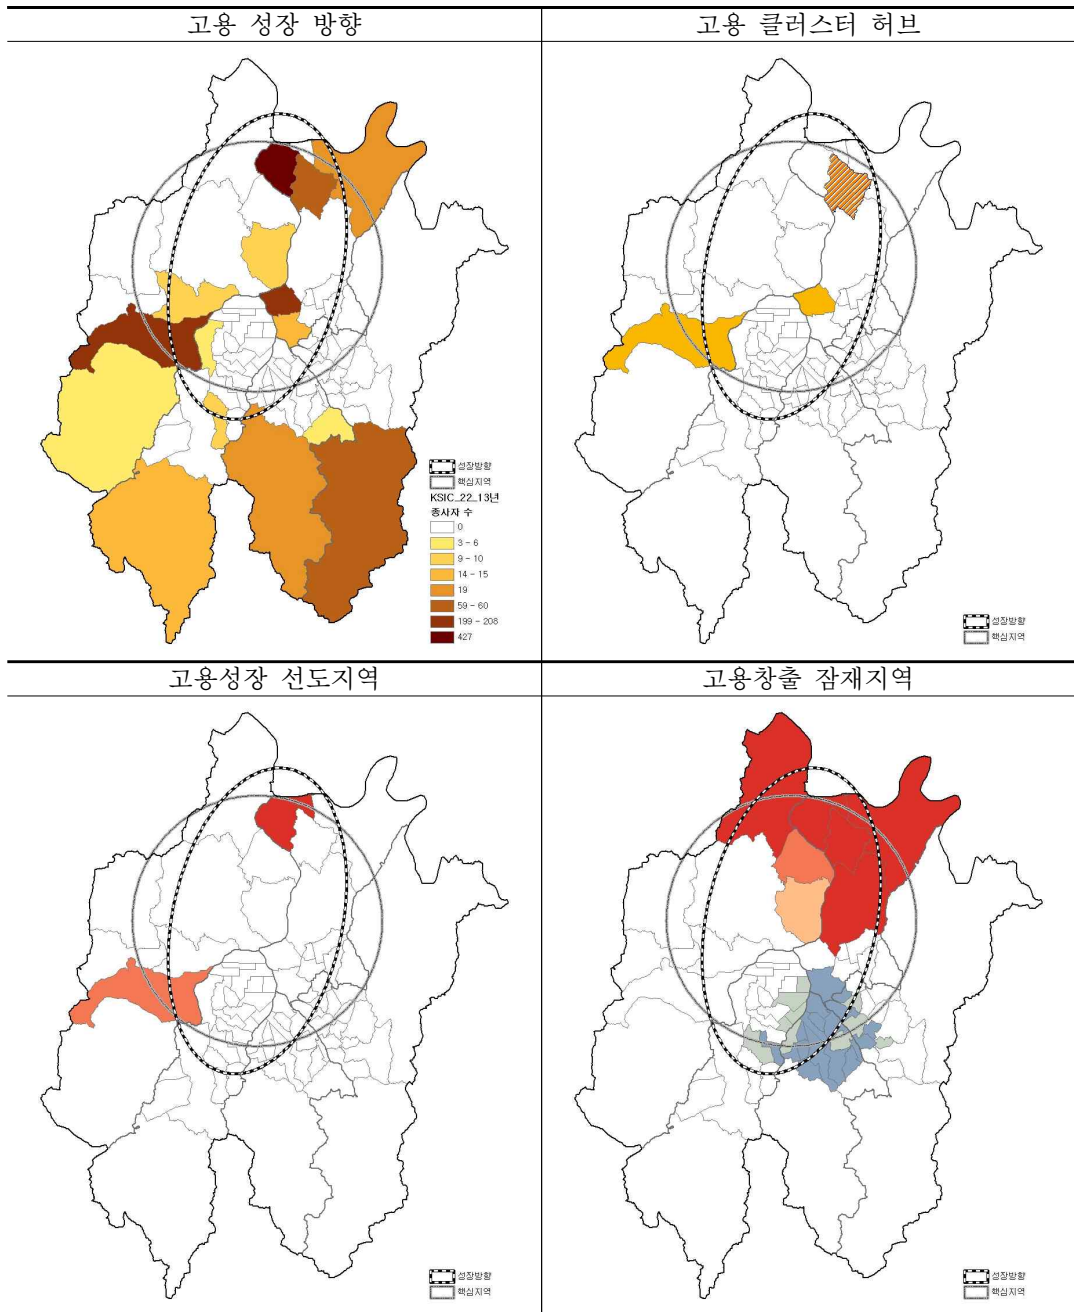 고용 성장 방향
고용 클러스터 허브
성장방향
핵심지역
KSIC_22_13년
종사자 수
0
3 - 6
9 - 10
14 - 15
19
59 - 60
199 - 208
427
성장방향
핵심지역
고용성장 선도지역
고용창출 잠재지역
성장방향
핵심지역
성장방향
핵심지역